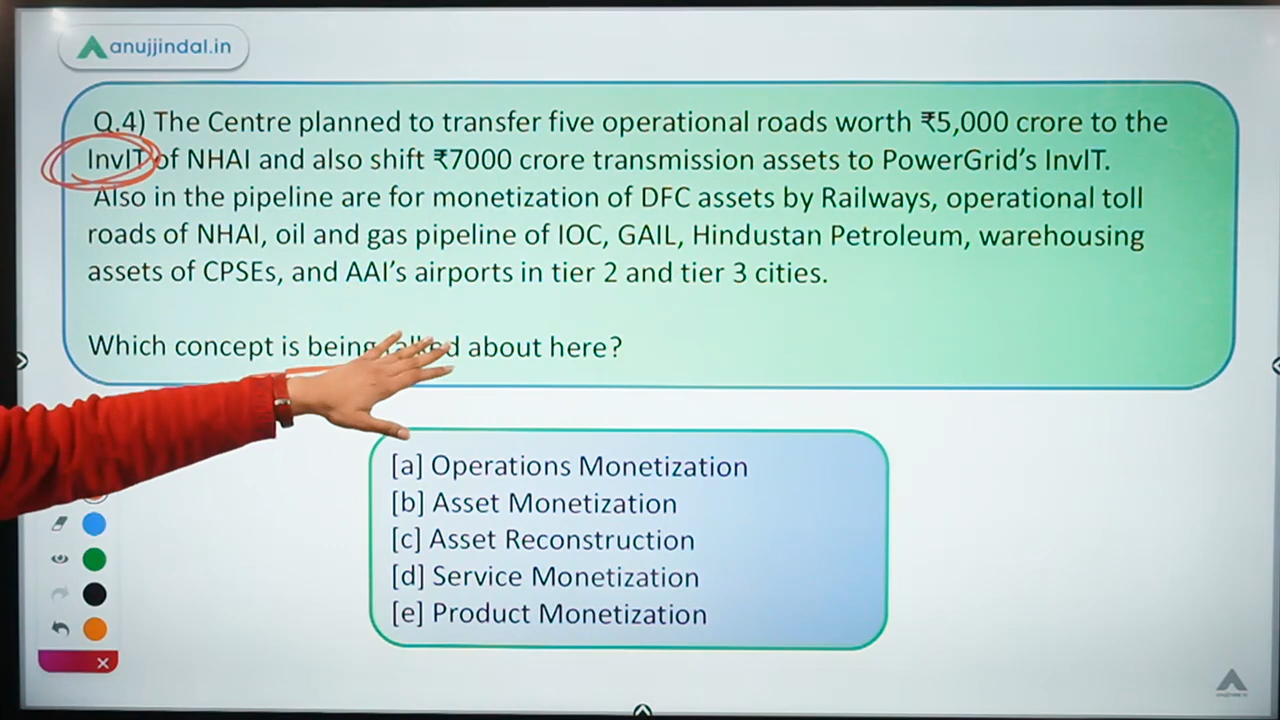 anujjindal.in
Q.4) The Centre planned to transfer five operational roads worth ₹5,000 crore to the
InvIT of NHAI and also shift ₹7000 crore transmission assets to PowerGrid's InvIT.
Also in the pipeline are for monetization of DFC assets by Railways, operational toll
roads of NHAI, oil and gas pipeline of IOC, GAIL, Hindustan Petroleum, warehousing
assets of CPSEs, and AAI's airports in tier 2 and tier 3 cities.
Which concept is being talked about here?
[a] Operations Monetization
[b] Asset Monetization
[c] Asset Reconstruction
[d] Service Monetization
[e] Product Monetization